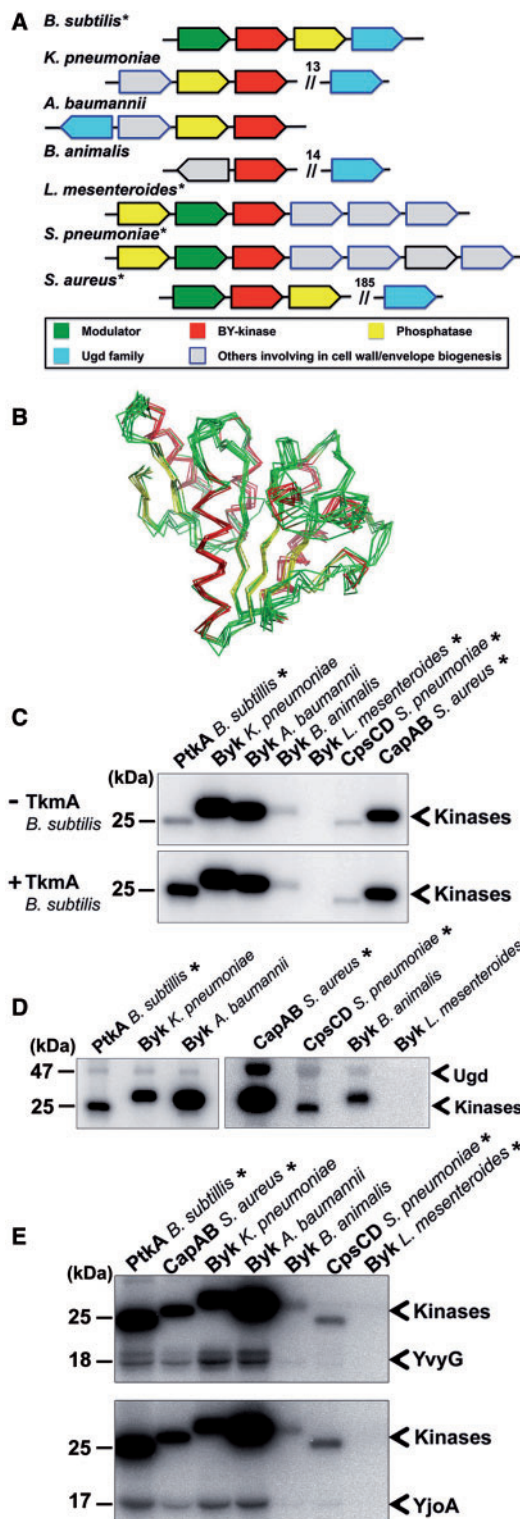 A
B. subtilis*
K. pneumoniae
13
//
A. baumannii
B. animalis
14
//
L. mesenteroides*
S. pneumoniae*
S. aureus*
185
//
Modulator BY-kinase Phosphatase
Ugd family Others involving in cell wall/envelope biogenesis
B
C
PtkA B. subtillis *
Byk K. pneumoniae
Byk A. baumannii
Byk B. animalis
Byk L. mesenteroides *
CpsCD S. pneumoniae *
CapAB S. aureus *
(kDa)
- TkmA
B. subtilis
25
Kinases
+ TkmA
B. subtilis
25
Kinases
D
PtkA B. subtillis *
Byk K. pneumoniae
Byk A. baumannii
CapAB S. aureus *
CpsCD S. pneumoniae *
Byk B. animalis
Byk L. mesenteroides
(kDa)
47
Ugd
25
Kinases
E
PtkA B. subtillis *
CapAB S. aureus *
Byk K. pneumoniae
Byk A. baumannii
Byk B. animalis
CpsCD S. pneumoniae *
Byk L. mesenteroides *
(kDa)
25
Kinases
18
YvyG
25
Kinases
17
YjoA